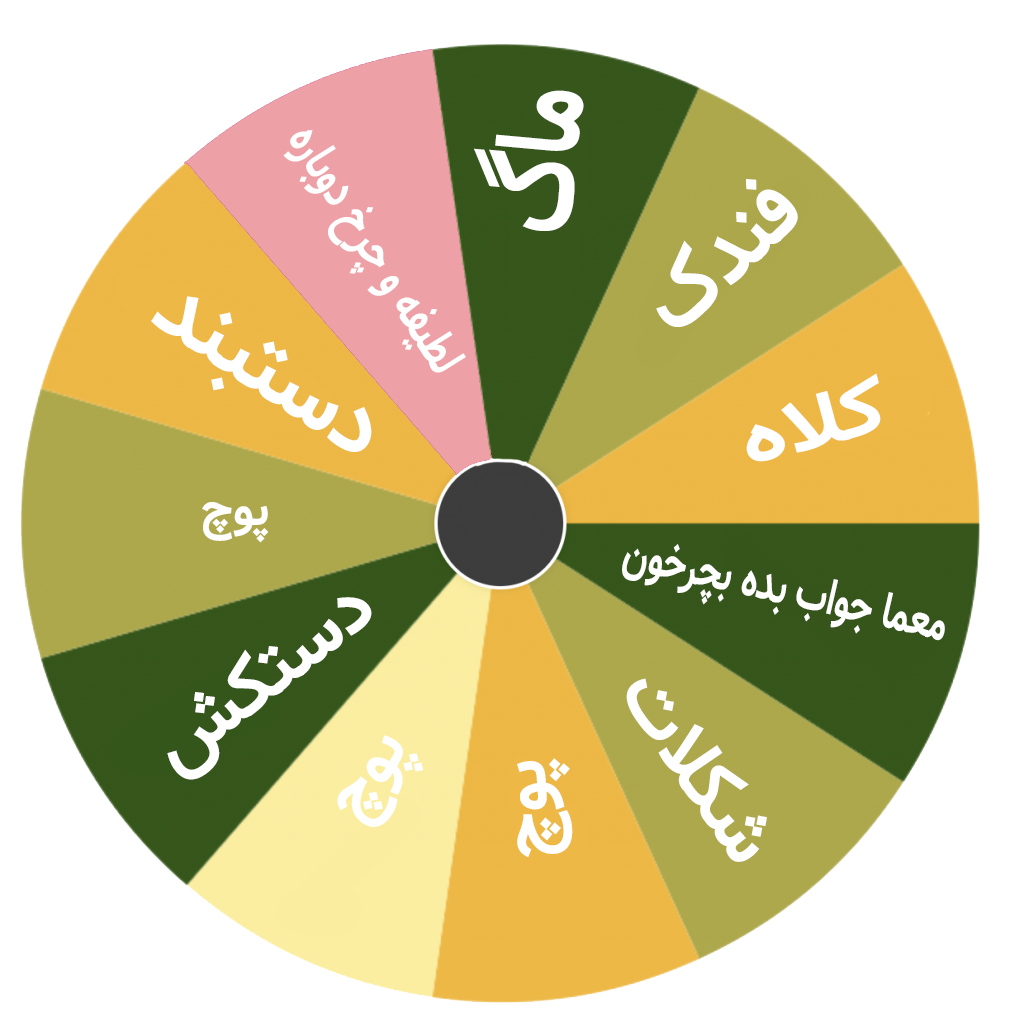 ماگ
فندک
کلاه
معما جواب بده بچرخون
شکلات
پوچ
پوچ
دستکش
پوچ
دستبند
لطیفه و چرخ دوباره